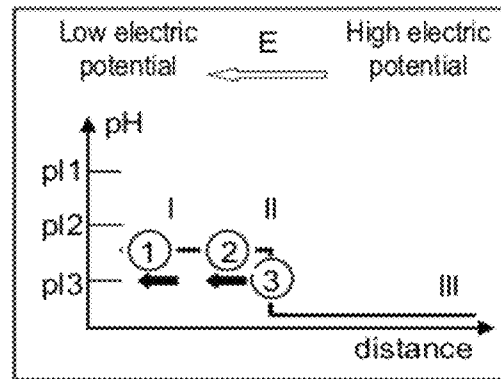 Low electric
potential
E
High electric
potential
pH
pI1
pI2
pI3
I
II
III
1
2
3
distance